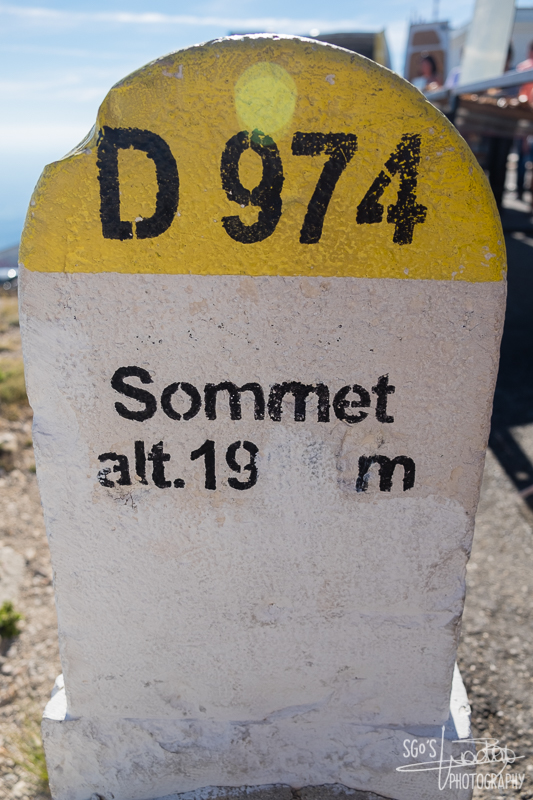 D 974
Sommet
alt.19 m
SGO'S
PHOTOGRAPHY